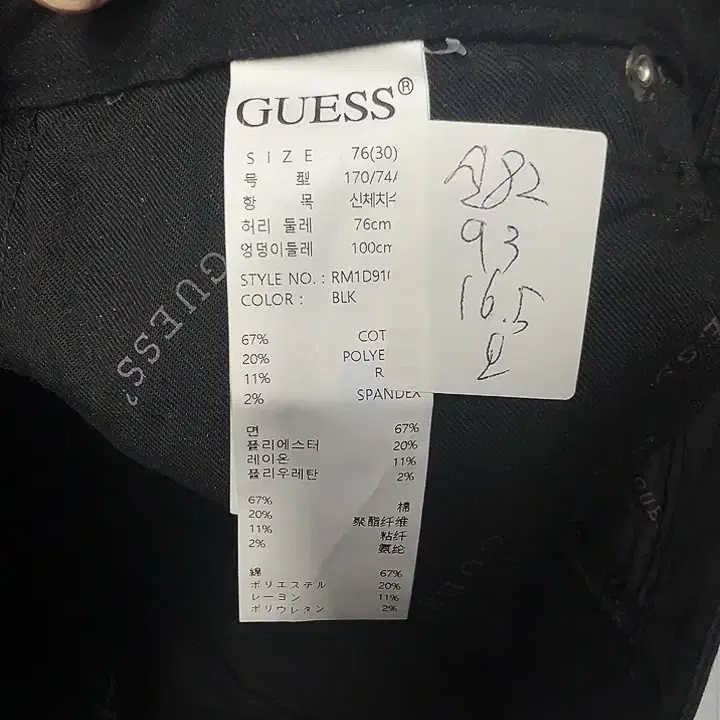 GUESS®
SIZE 76(30)
号 型 170/74A
항 목 신체치수
허리 둘레 76cm
엉덩이둘레 100cm
STYLE NO. : RM1D91
COLOR : BLK
67% COT
20% POLYE
11% R
2% SPANDEX
면 67%
폴리에스터 20%
레이온 11%
폴리우레탄 2%
67% 棉
20% 聚酯纤维
11% 粘纤
2% 氨纶
綿 67%
ポリエステル 20%
レーヨン 11%
ポリウレタン 2%
82
93
16.5
GUESS
GUE